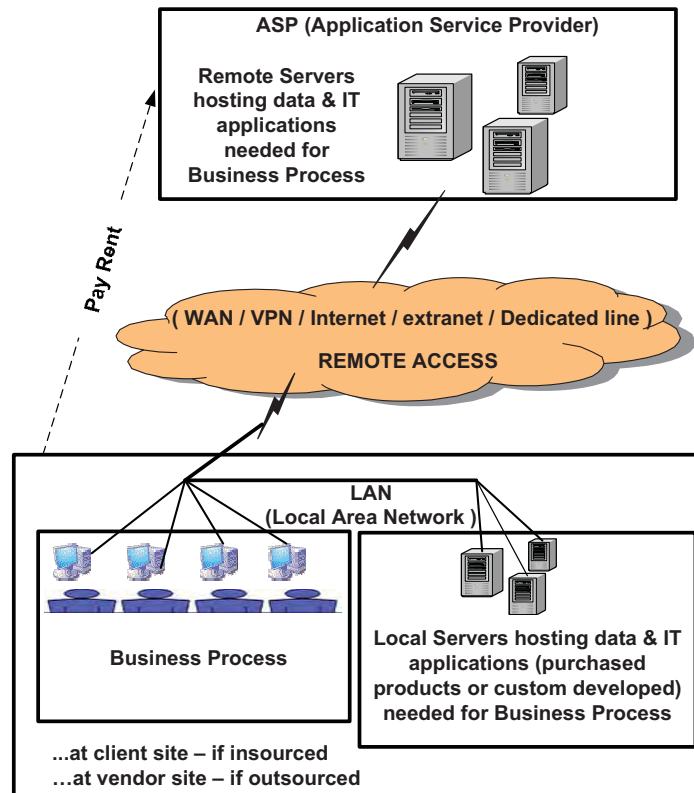 ASP (Application Service Provider)
Remote Servers
hosting data & IT
applications
needed for
Business Process
Pay Rent
( WAN / VPN / Internet / extranet / Dedicated line )
REMOTE ACCESS
LAN
(Local Area Network )
Business Process
Local Servers hosting data & IT
applications (purchased
products or custom developed)
needed for Business Process
...at client site – if insourced
…at vendor site – if outsourced